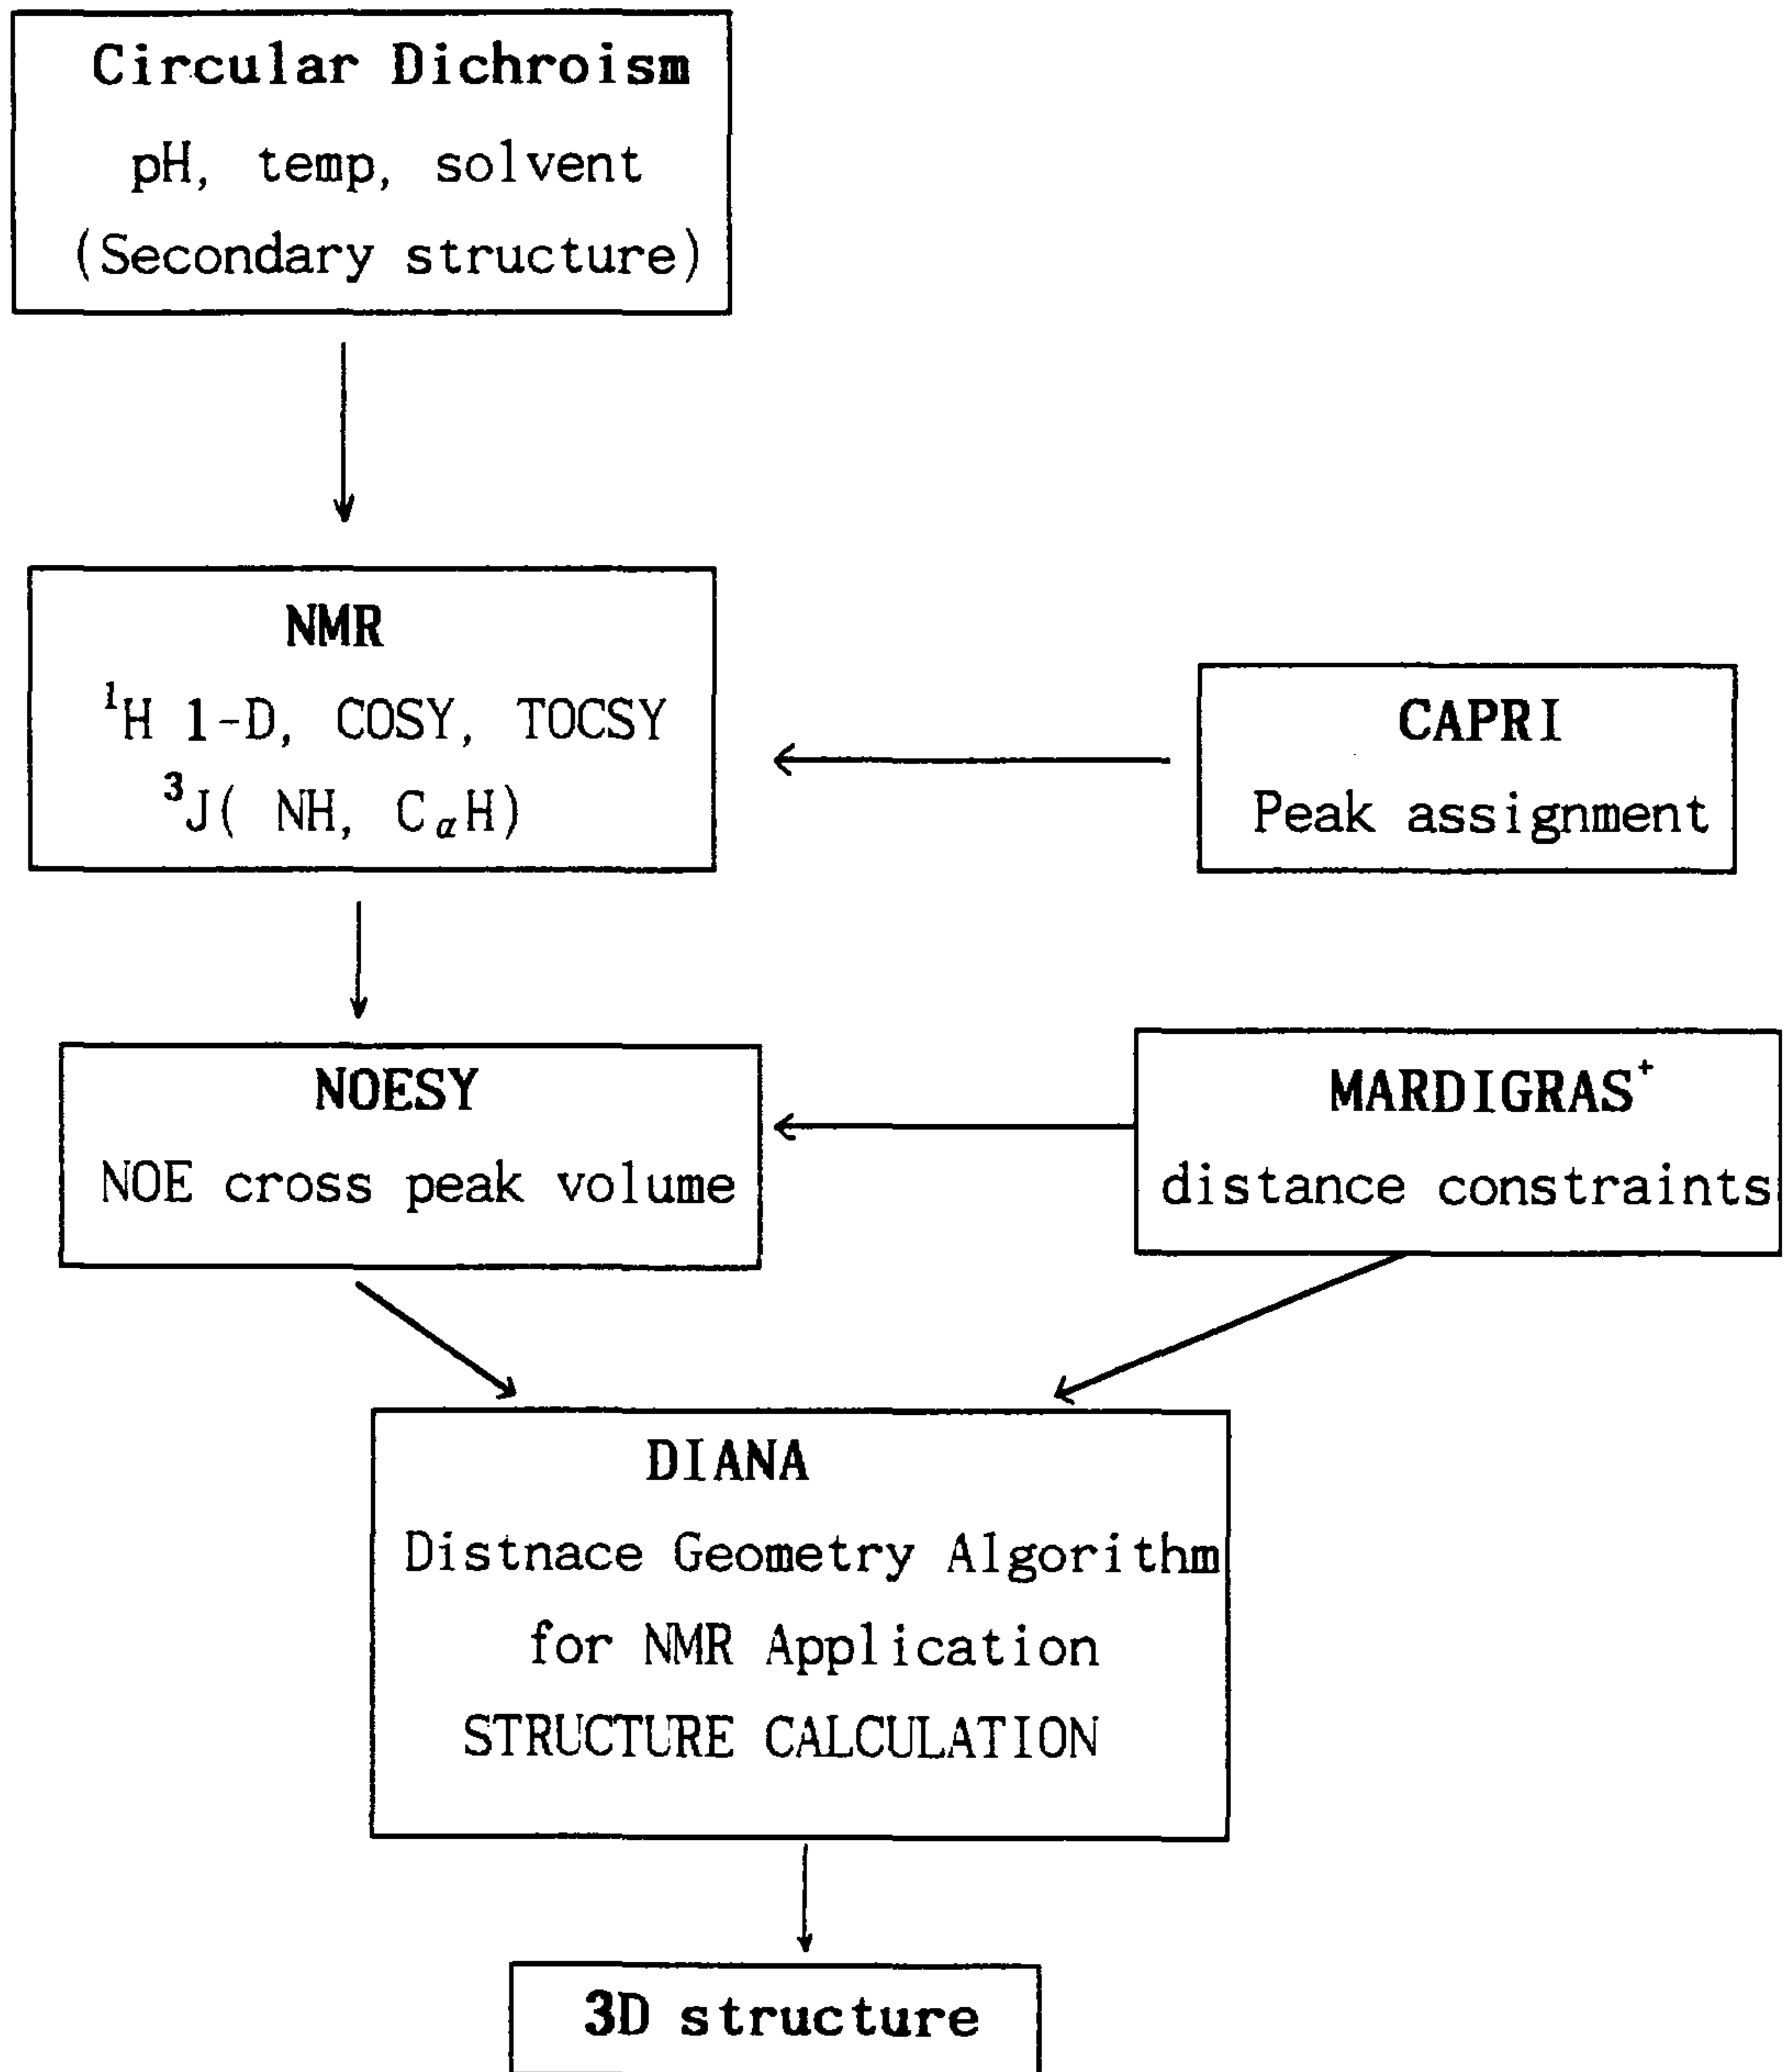 Circular Dichroism
pH, temp, solvent
(Secondary structure)
NMR
¹H 1-D, COSY, TOCSY
³J( NH, CαH)
CAPRI
Peak assignment
NOESY
NOE cross peak volume
MARDIGRAS⁺
distance constraints
DIANA
Distnace Geometry Algorithm
for NMR Application
STRUCTURE CALCULATION
3D structure